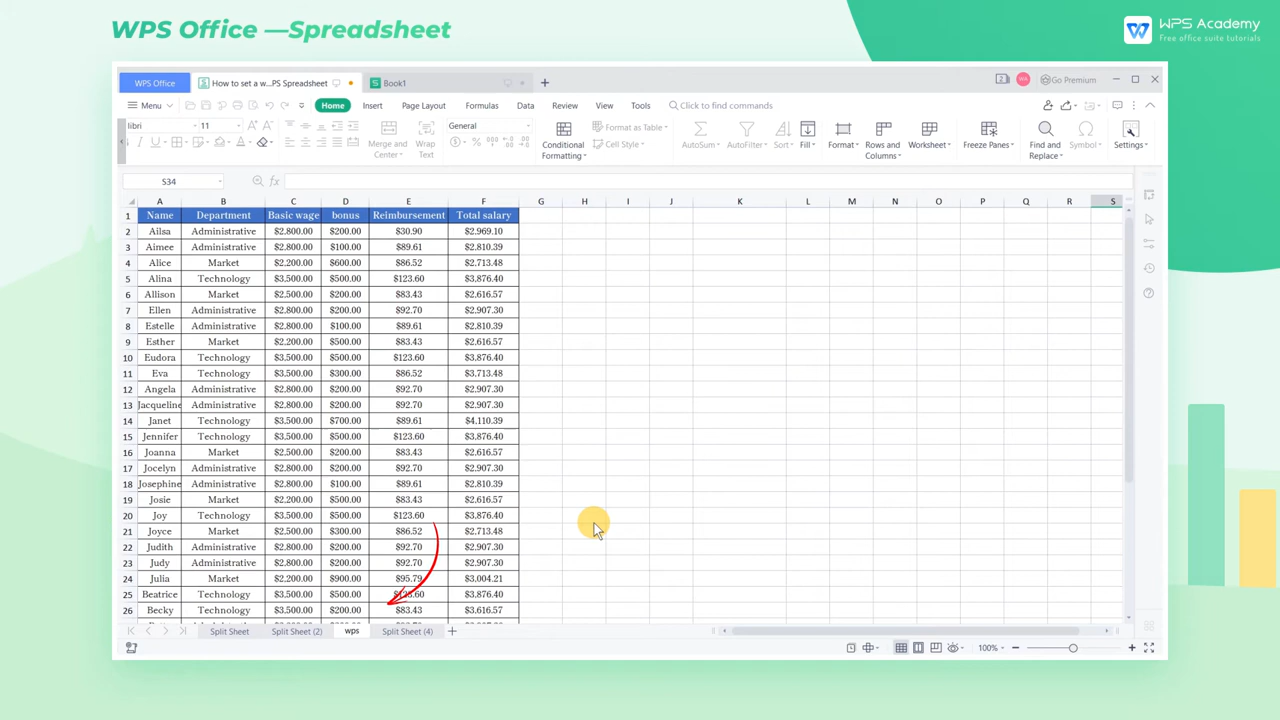 WPS Office —Spreadsheet
WPS Academy
Free office suite tutorials
WPS Office How to set a w...PS Spreadsheet Book1 + 2 WA Go Premium
Menu Home Insert Page Layout Formulas Data Review View Tools Click to find commands
libri 11 General Format as Table
Merge and Center Wrap Text Conditional Formatting Cell Style AutoSum AutoFilter Sort Fill Format Rows and Columns Worksheet Freeze Panes Find and Replace Symbol Settings
S34 fx
A B C D E F G H I J K L M N O P Q R S
1 Name Department Basic wage bonus Reimbursement Total salary
2 Ailsa Administrative $2.800.00 $200.00 $30.90 $2.969.10
3 Aimee Administrative $2.800.00 $100.00 $89.61 $2.810.39
4 Alice Market $2.200.00 $600.00 $86.52 $2.713.48
5 Alina Technology $3.500.00 $500.00 $123.60 $3.876.40
6 Allison Market $2.500.00 $200.00 $83.43 $2.616.57
7 Ellen Administrative $2.800.00 $200.00 $92.70 $2.907.30
8 Estelle Administrative $2.800.00 $100.00 $89.61 $2.810.39
9 Esther Market $2.200.00 $500.00 $83.43 $2.616.57
10 Eudora Technology $3.500.00 $500.00 $123.60 $3.876.40
11 Eva Technology $3.500.00 $300.00 $86.52 $3.713.48
12 Angela Administrative $2.800.00 $200.00 $92.70 $2.907.30
13 Jacqueline Administrative $2.800.00 $200.00 $92.70 $2.907.30
14 Janet Technology $3.500.00 $700.00 $89.61 $4.110.39
15 Jennifer Technology $3.500.00 $500.00 $123.60 $3.876.40
16 Joanna Market $2.500.00 $200.00 $83.43 $2.616.57
17 Jocelyn Administrative $2.800.00 $200.00 $92.70 $2.907.30
18 Josephine Administrative $2.800.00 $100.00 $89.61 $2.810.39
19 Josie Market $2.200.00 $500.00 $83.43 $2.616.57
20 Joy Technology $3.500.00 $500.00 $123.60 $3.876.40
21 Joyce Market $2.500.00 $300.00 $86.52 $2.713.48
22 Judith Administrative $2.800.00 $200.00 $92.70 $2.907.30
23 Judy Administrative $2.800.00 $200.00 $92.70 $2.907.30
24 Julia Market $2.200.00 $900.00 $95.79 $3.004.21
25 Beatrice Technology $3.500.00 $500.00 $123.60 $3.876.40
26 Becky Technology $3.500.00 $200.00 $83.43 $3.616.57
Split Sheet Split Sheet (2) wps Split Sheet (4) +
100%